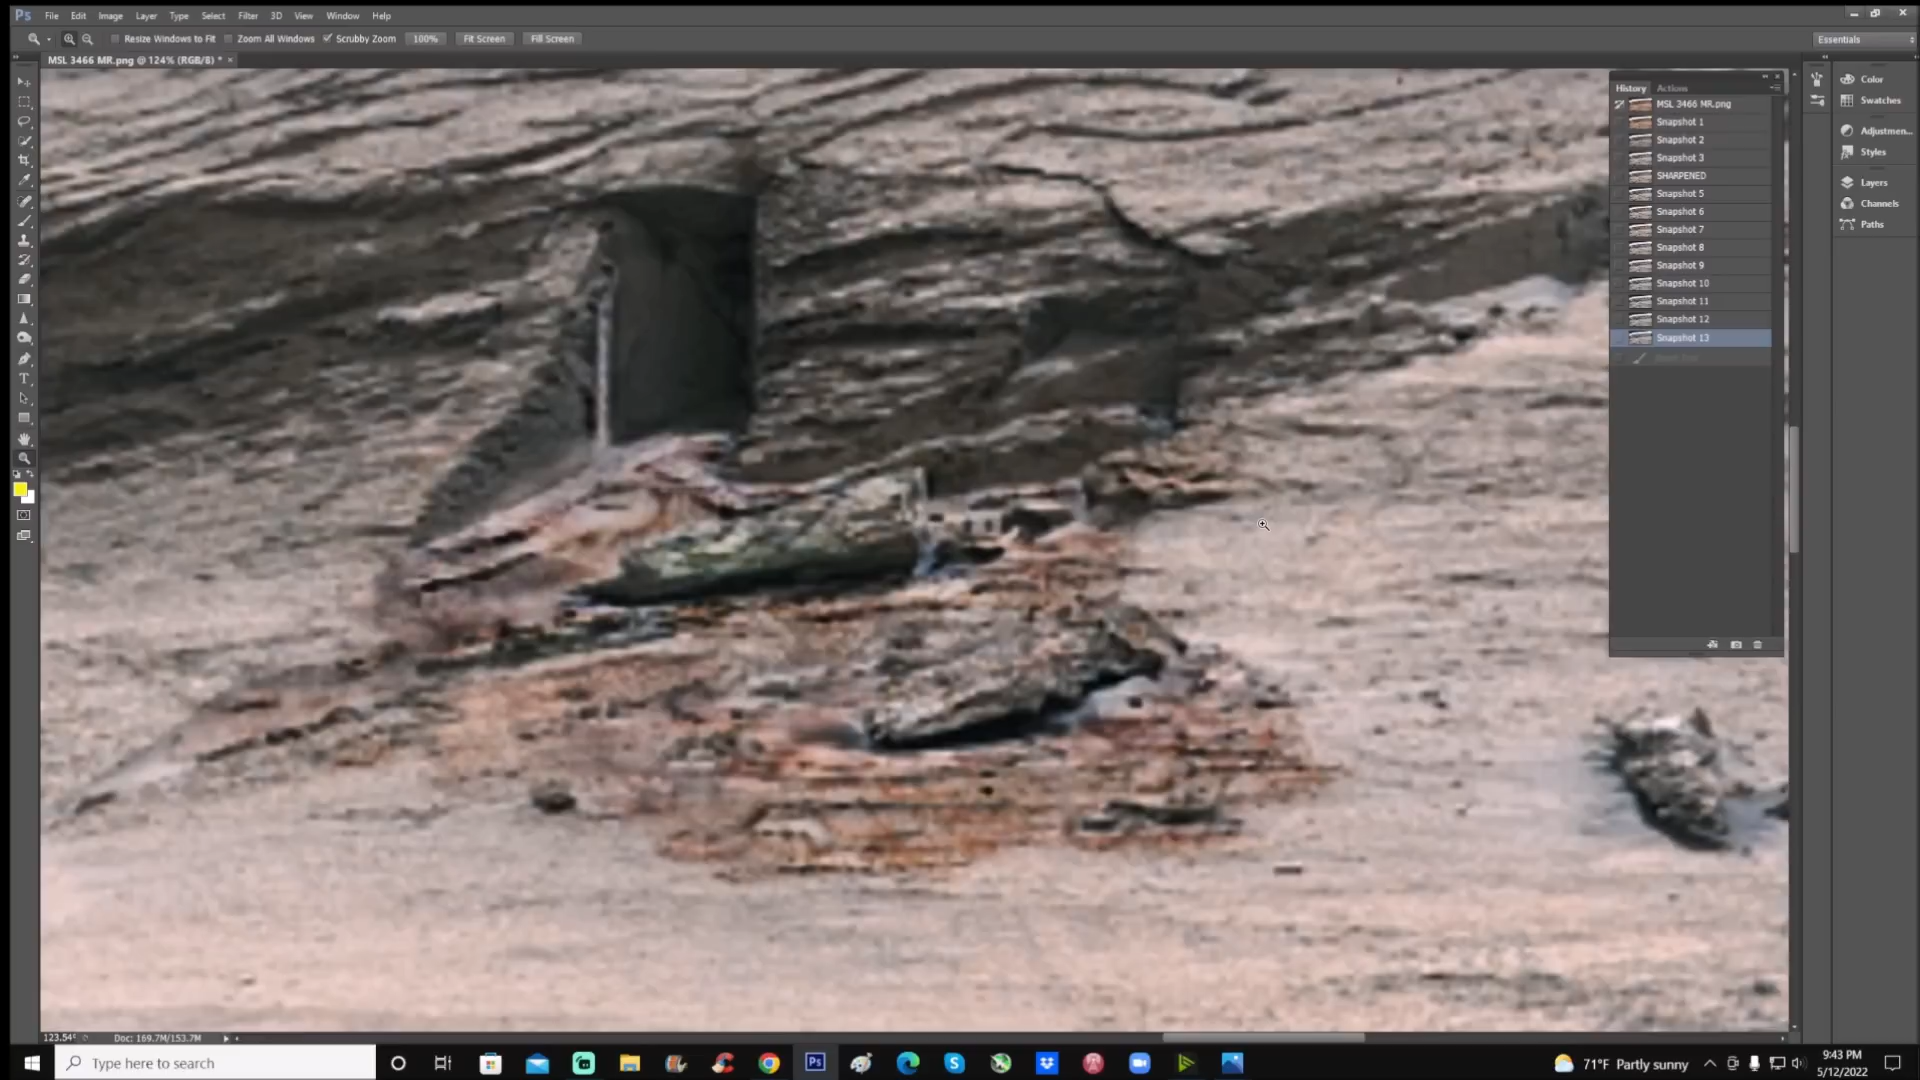 Ps File Edit Image Layer Type Select Filter 3D View Window Help
Resize Windows to Fit Zoom All Windows Scrubby Zoom 100% Fit Screen Fill Screen Essentials
MSL 3466 MR.png @ 124% (RGB/8) * ×
History Actions
MSL 3466 MR.png
Snapshot 1
Snapshot 2
Snapshot 3
SHARPENED
Snapshot 5
Snapshot 6
Snapshot 7
Snapshot 8
Snapshot 9
Snapshot 10
Snapshot 11
Snapshot 12
Snapshot 13
Color
Swatches
Adjustmen...
Styles
Layers
Channels
Paths
Doc: 169.7M/153.7M
Type here to search
Ps
71°F Partly sunny
9:43 PM
5/12/2022